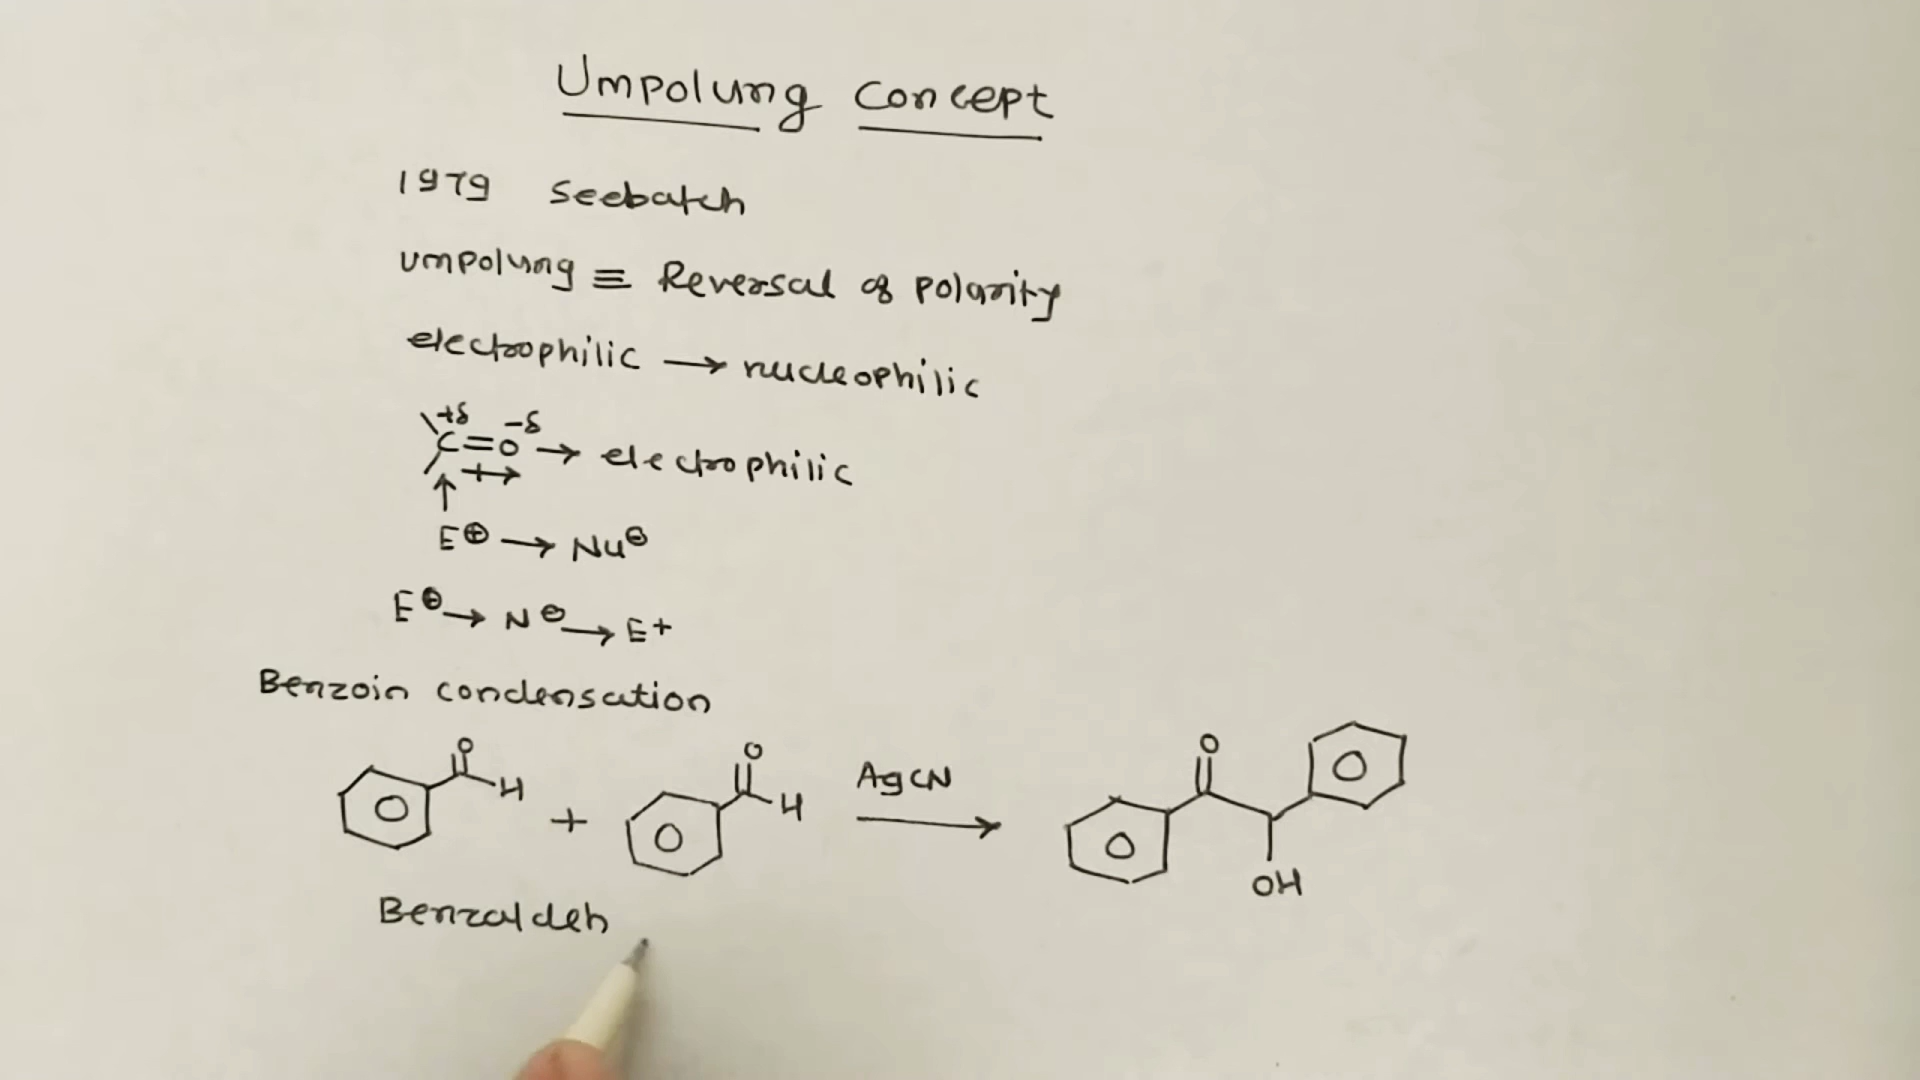 Umpolung Concept
1979 Seebatch
Umpolung ≡ Reversal of polarity
electrophilic → nucleophilic
+δ -δ
C=O → electrophilic
E⊕ → Nu⊖
E⊕ → N⊖ → E+
Benzoin condensation
O O O
H + H AgCN →
OH
Benzaldeh